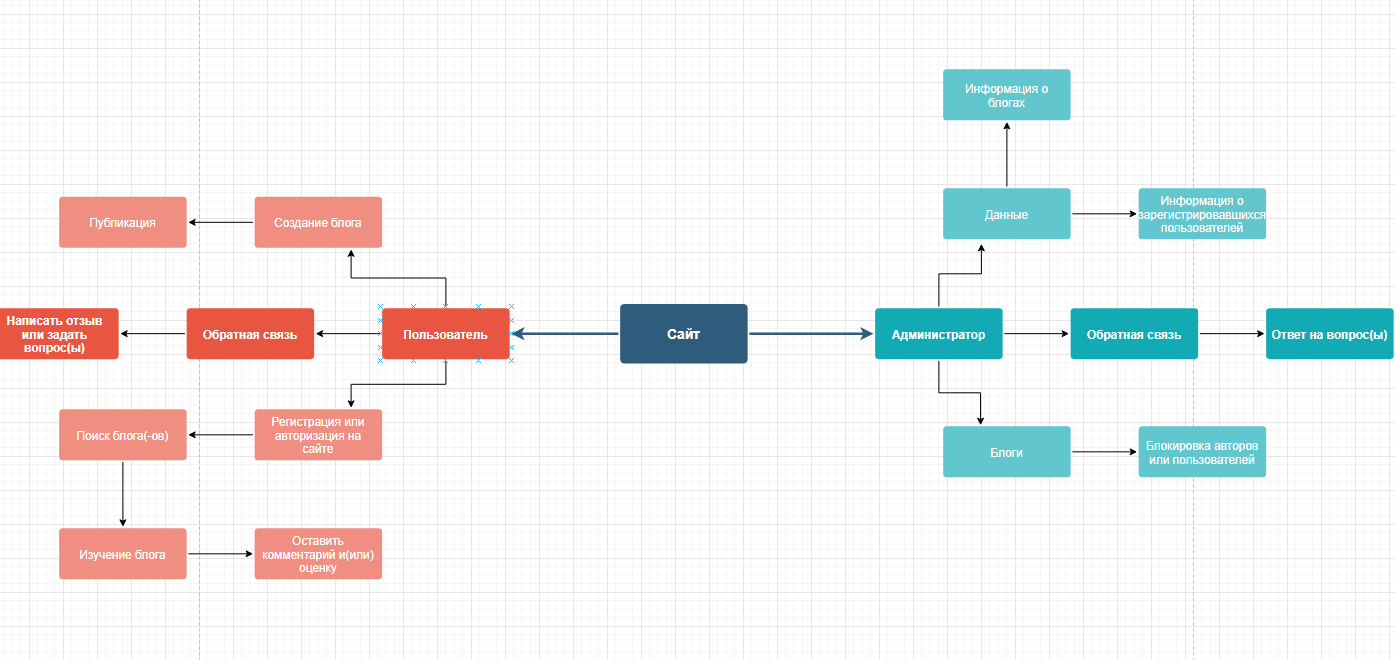 Информация о
блогах
Публикация
Создание блога
Данные
Информация о
зарегистрировавшихся
пользователей
Написать отзыв
или задать
вопрос(ы)
Обратная связь
Пользователь
Сайт
Администратор
Обратная связь
Ответ на вопрос(ы)
Поиск блога(-ов)
Регистрация или
авторизация на
сайте
Блоги
Блокировка авторов
или пользователей
Изучение блога
Оставить
комментарий и(или)
оценку